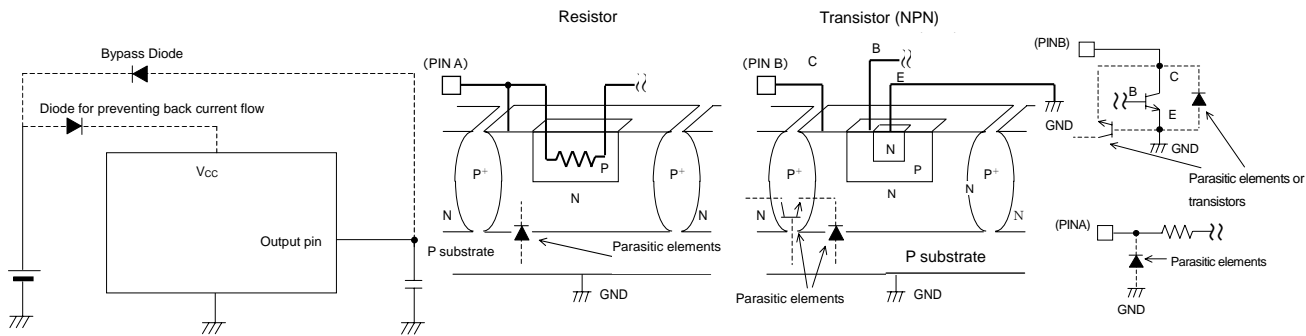 Bypass Diode
Diode for preventing back current flow
VCC
Output pin
Resistor
(PIN A)
P+
N
P
N
P+
N
P substrate
Parasitic elements
GND
Transistor (NPN)
(PIN B)
C
B
E
GND
P+
N
N
P
N
N
P+
N
P substrate
Parasitic elements
GND
(PINB)
C
B
E
GND
Parasitic elements or
transistors
(PINA)
Parasitic elements
GND